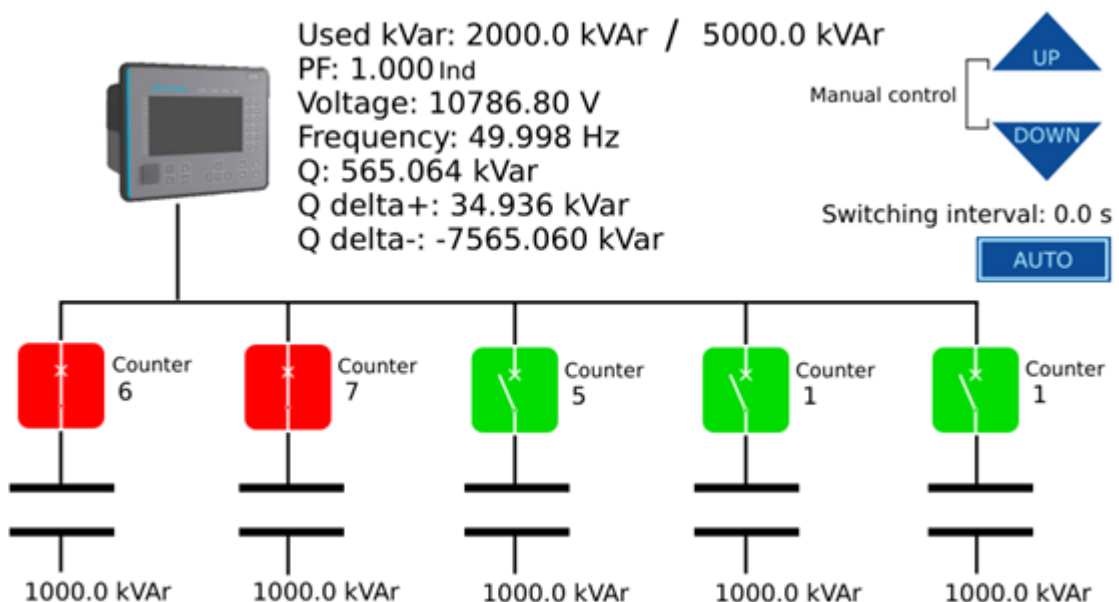 Used kVar: 2000.0 kVAr / 5000.0 kVAr
PF: 1.000 Ind
Voltage: 10786.80 V
Frequency: 49.998 Hz
Q: 565.064 kVar
Q delta+: 34.936 kVar
Q delta-: -7565.060 kVar
UP
Manual control
DOWN
Switching interval: 0.0 s
AUTO
Counter
6
Counter
7
Counter
5
Counter
1
Counter
1
1000.0 kVAr
1000.0 kVAr
1000.0 kVAr
1000.0 kVAr
1000.0 kVAr